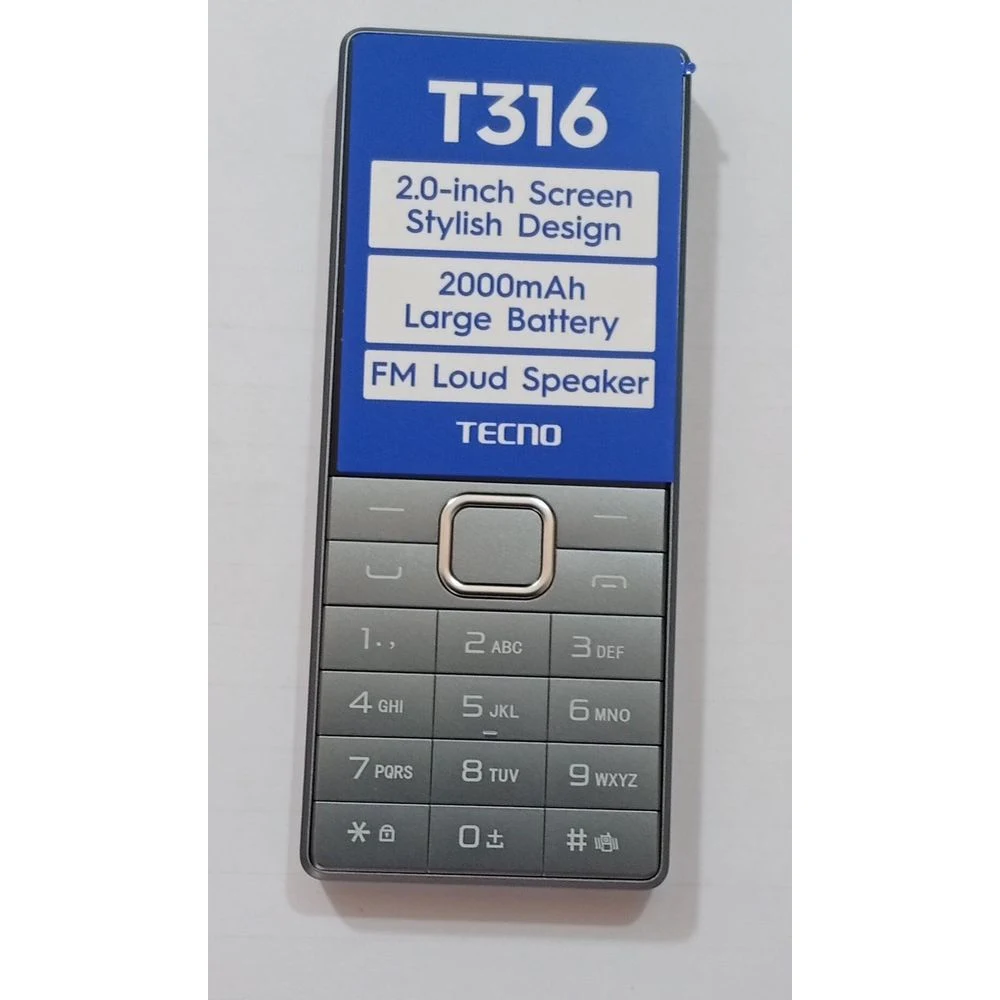 T316
2.0-inch Screen
Stylish Design
2000mAh
Large Battery
FM Loud Speaker
TECNO
1 . ,
2 ABC
3 DEF
4 GHI
5 JKL
6 MNO
7 PQRS
8 TUV
9 WXYZ
*
0 +
#